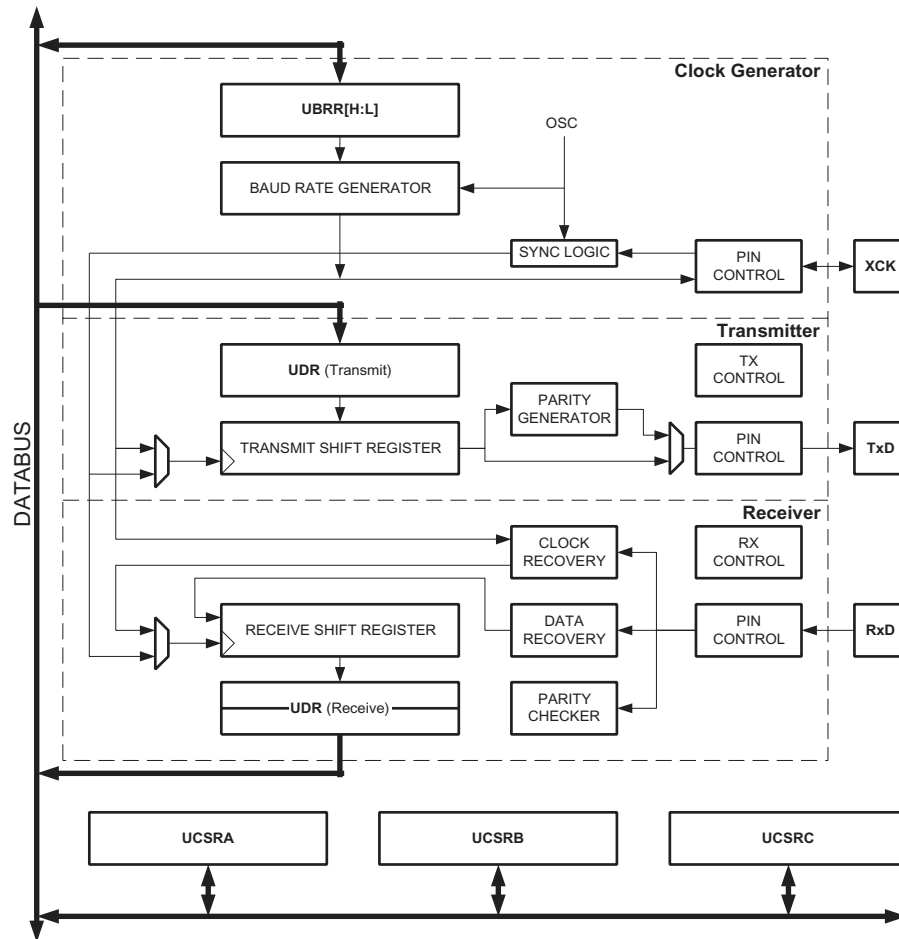 Clock Generator
UBRR[H:L]
OSC
BAUD RATE GENERATOR
SYNC LOGIC
PIN
CONTROL
XCK
Transmitter
UDR (Transmit)
TX
CONTROL
PARITY
GENERATOR
TRANSMIT SHIFT REGISTER
PIN
CONTROL
TxD
DATABUS
Receiver
CLOCK
RECOVERY
RX
CONTROL
RECEIVE SHIFT REGISTER
DATA
RECOVERY
PIN
CONTROL
RxD
UDR (Receive)
PARITY
CHECKER
UCSRA
UCSRB
UCSRC